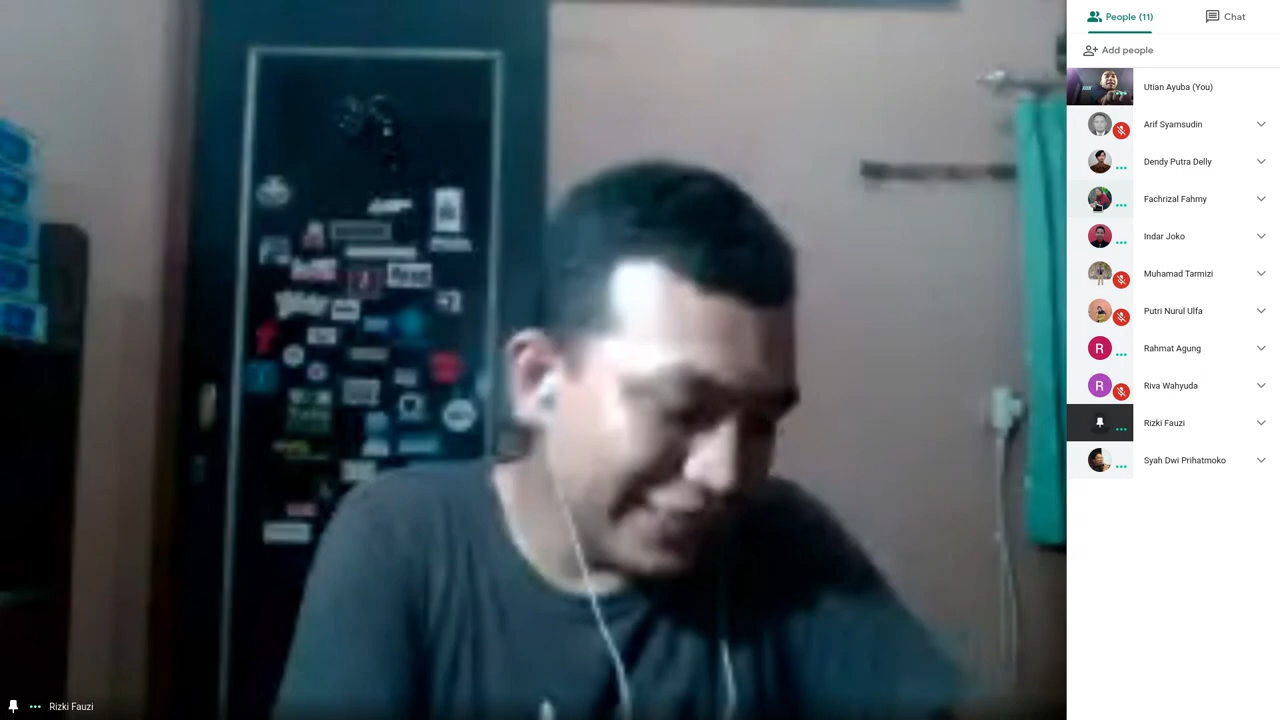 People (11)
Chat
Add people
Utian Ayuba (You)
Arif Syamsudin
Dendy Putra Delly
Fachrizal Fahmy
Indar Joko
Muhamad Tarmizi
Putri Nurul Ulfa
R Rahmat Agung
R Riva Wahyuda
Rizki Fauzi
Syah Dwi Prihatmoko
Rizki Fauzi